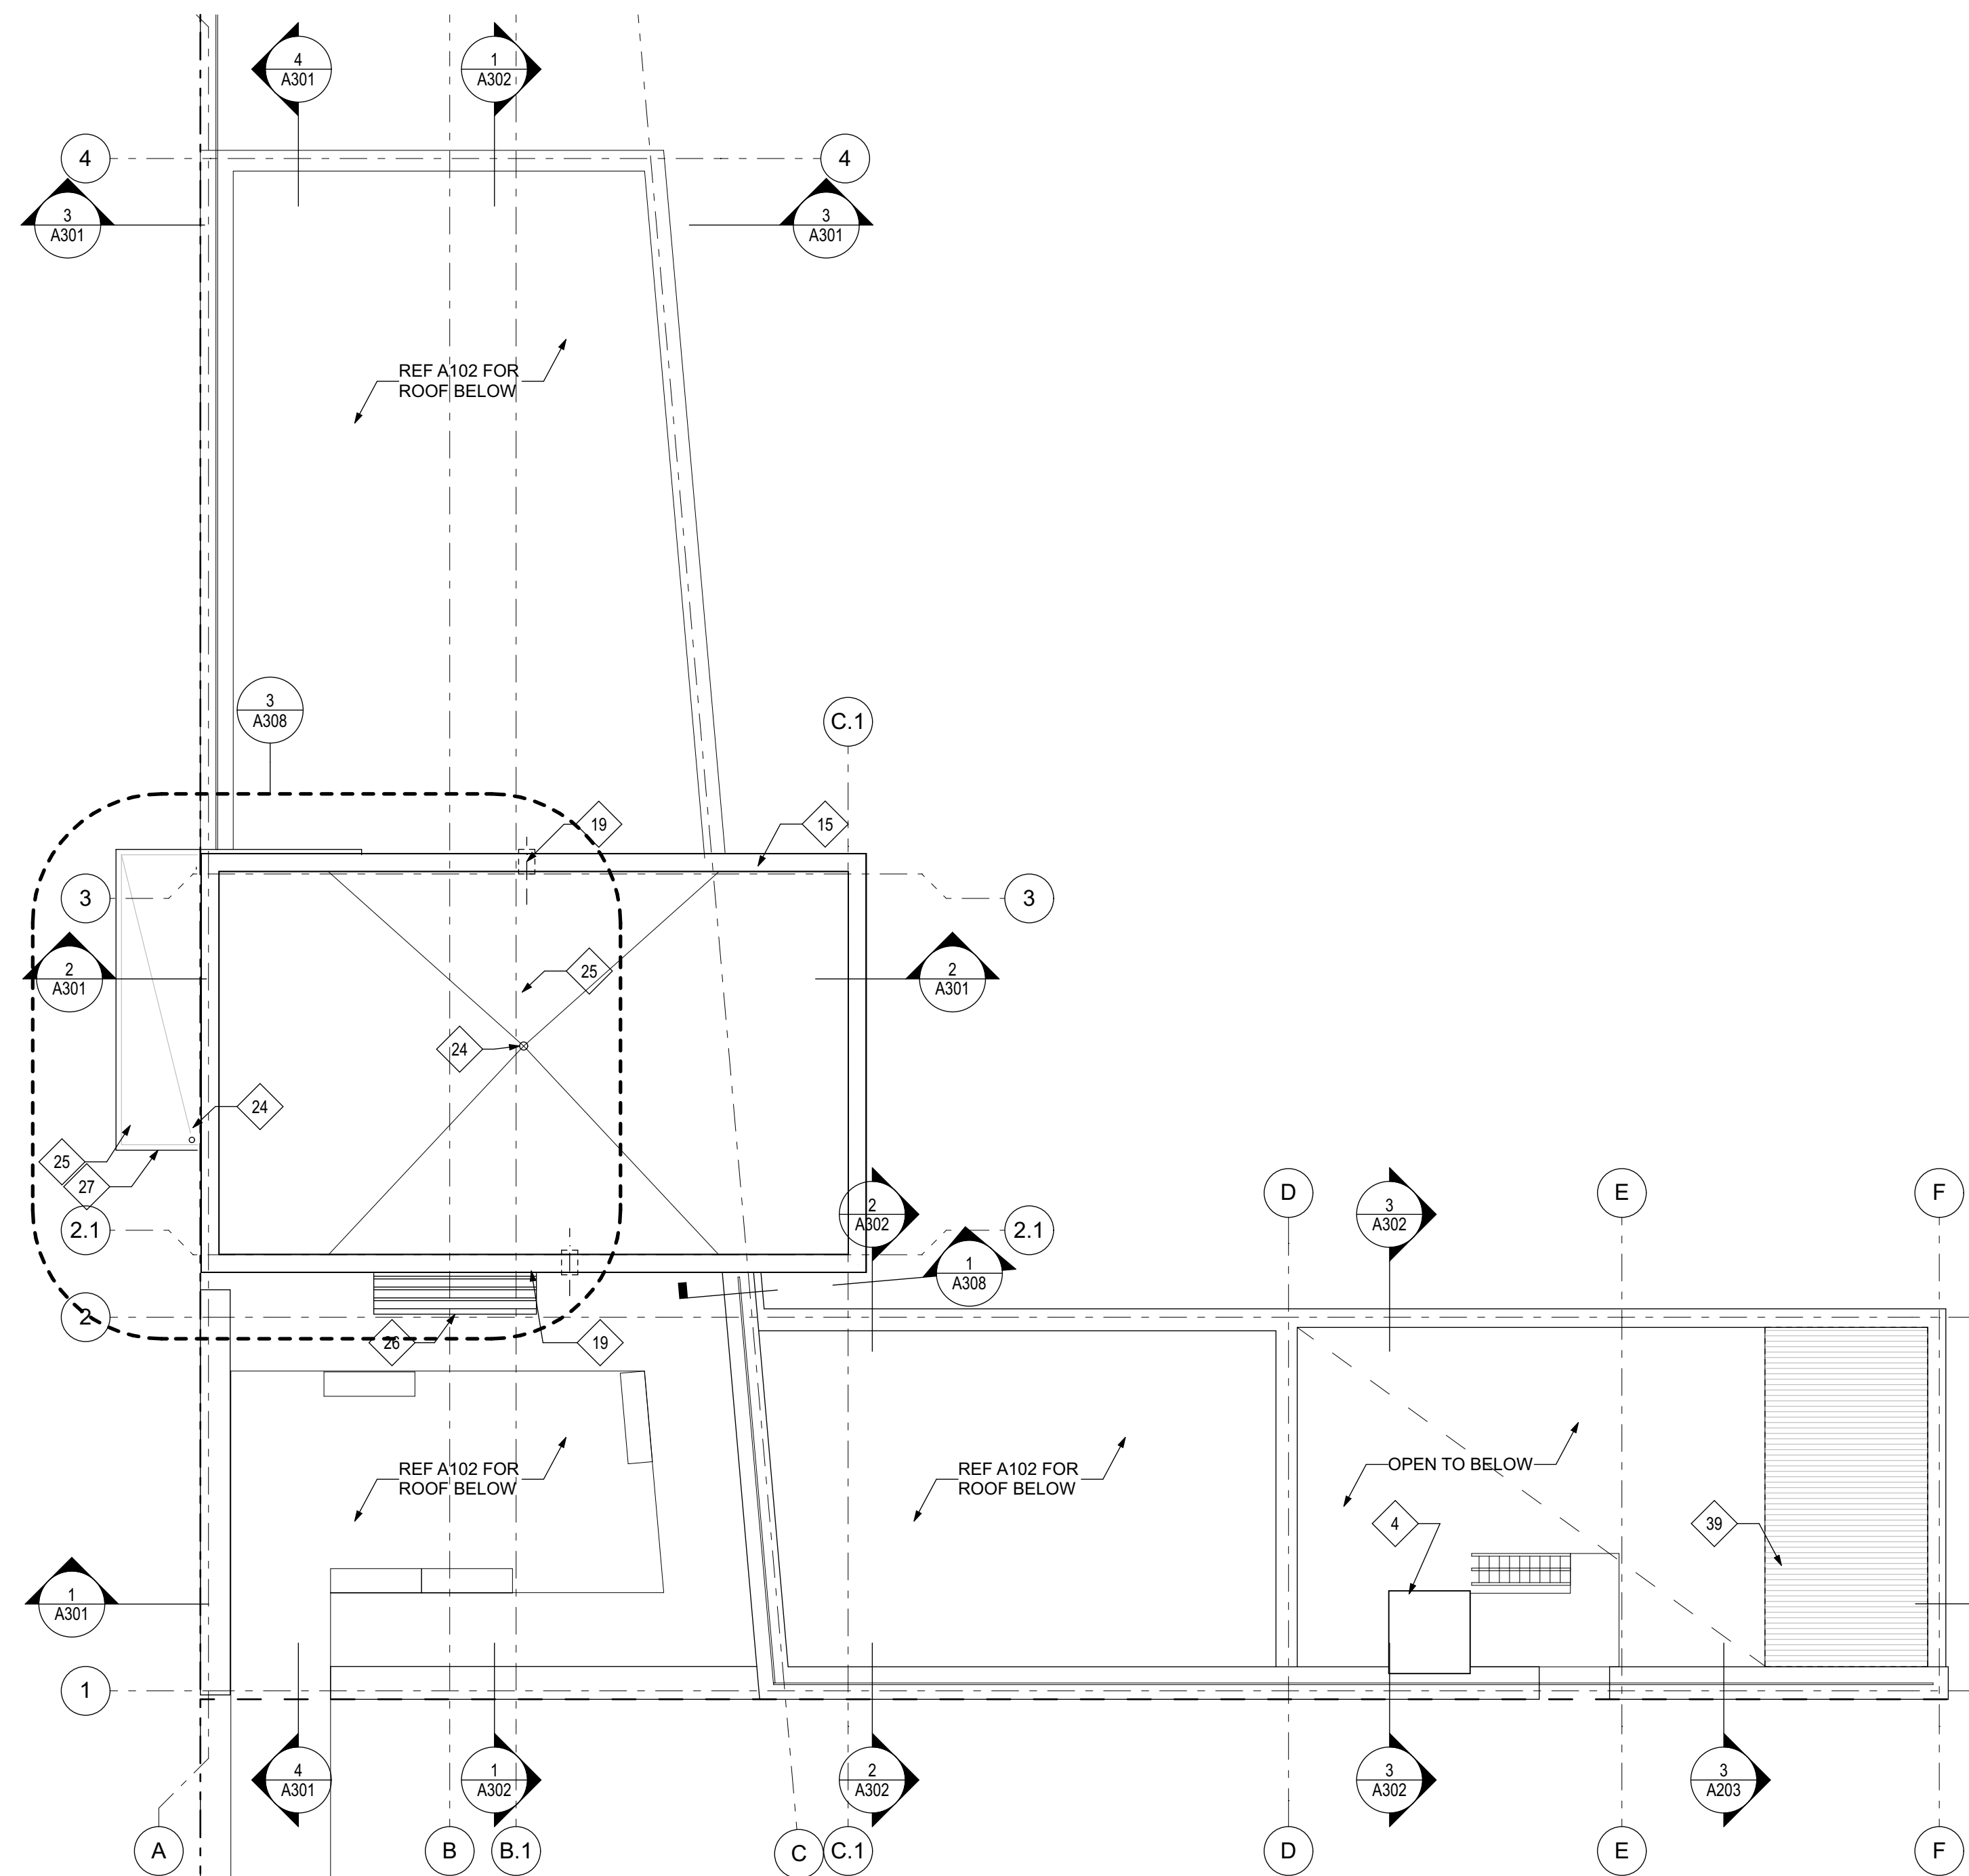 4
A301
1
A302
4
4
3
A301
3
A301
REF A102 FOR
ROOF BELOW
3
A308
C.1
19
15
3
3
2
A301
25
2
A301
24
24
25
27
2.1
2.1
2
A302
D
3
A302
E
F
1
A308
2
26
19
REF A102 FOR
ROOF BELOW
REF A102 FOR
ROOF BELOW
OPEN TO BELOW
4
39
1
A301
1
4
A301
1
A302
2
A302
3
A302
3
A203
A
B
B.1
C
C.1
D
E
F